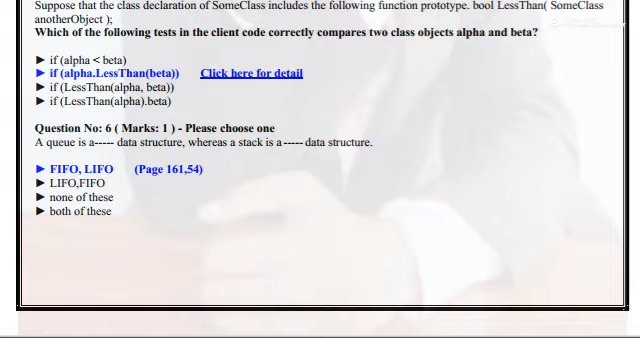 Suppose that the class declaration of SomeClass includes the following function prototype. bool LessThan( SomeClass
anotherObject );
Which of the following tests in the client code correctly compares two class objects alpha and beta?
► if (alpha < beta)
► if (alpha.LessThan(beta)) Click here for detail
► if (LessThan(alpha, beta))
► if (LessThan(alpha).beta)
Question No: 6 ( Marks: 1 ) - Please choose one
A queue is a----- data structure, whereas a stack is a ----- data structure.
► FIFO, LIFO (Page 161,54)
► LIFO,FIFO
► none of these
► both of these